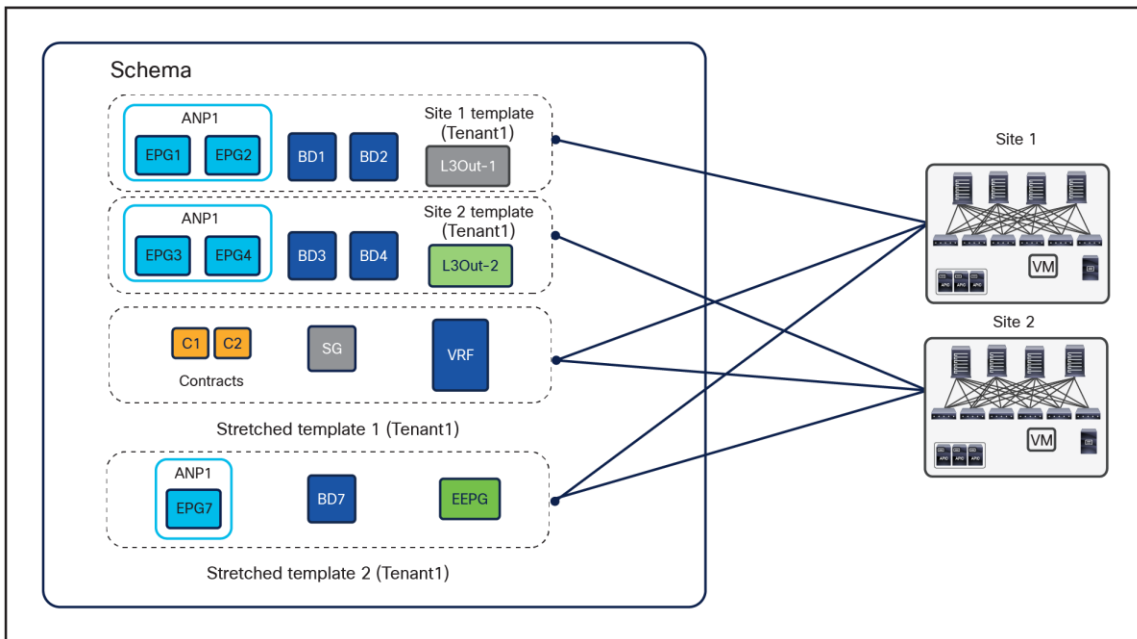 Schema
ANP1
EPG1
EPG2
BD1
BD2
Site 1 template
(Tenant1)
L3Out-1
ANP1
EPG3
EPG4
BD3
BD4
Site 2 template
(Tenant1)
L3Out-2
C1
C2
Contracts
SG
VRF
Stretched template 1 (Tenant1)
ANP1
EPG7
BD7
EEPG
Stretched template 2 (Tenant1)
Site 1
VM
Site 2
VM